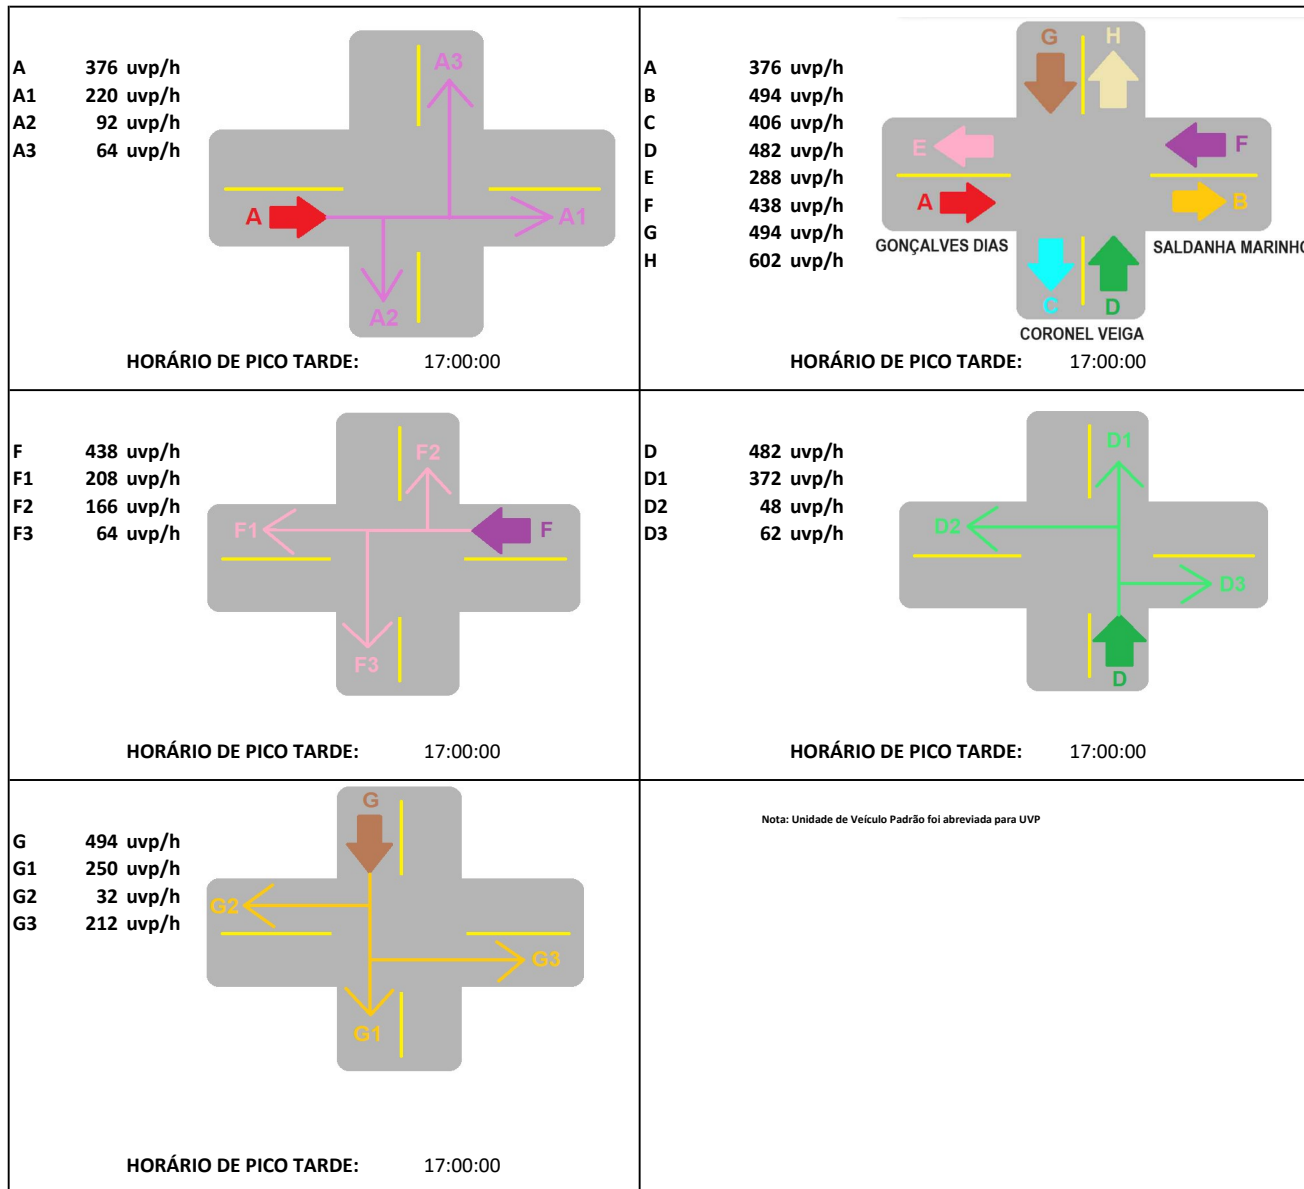 A 376 uvp/h
A1 220 uvp/h
A2 92 uvp/h
A3 64 uvp/h
A3
A
A1
A2
HORÁRIO DE PICO TARDE: 17:00:00
A 376 uvp/h
B 494 uvp/h
C 406 uvp/h
D 482 uvp/h
E 288 uvp/h
F 438 uvp/h
G 494 uvp/h
H 602 uvp/h
G H
E F
A B
GONÇALVES DIAS SALDANHA MARINHO
C D
CORONEL VEIGA
HORÁRIO DE PICO TARDE: 17:00:00
F 438 uvp/h
F1 208 uvp/h
F2 166 uvp/h
F3 64 uvp/h
F2
F1 F
F3
HORÁRIO DE PICO TARDE: 17:00:00
D 482 uvp/h
D1 372 uvp/h
D2 48 uvp/h
D3 62 uvp/h
D1
D2
D3
D
HORÁRIO DE PICO TARDE: 17:00:00
G 494 uvp/h
G1 250 uvp/h
G2 32 uvp/h
G3 212 uvp/h
G
G2
G3
G1
HORÁRIO DE PICO TARDE: 17:00:00
Nota: Unidade de Veículo Padrão foi abreviada para UVP